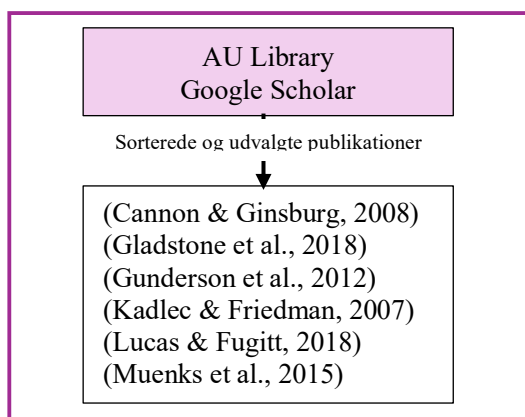 AU Library
Google Scholar
Sorterede og udvalgte publikationer
(Cannon & Ginsburg, 2008)
(Gladstone et al., 2018)
(Gunderson et al., 2012)
(Kadlec & Friedman, 2007)
(Lucas & Fugitt, 2018)
(Muenks et al., 2015)